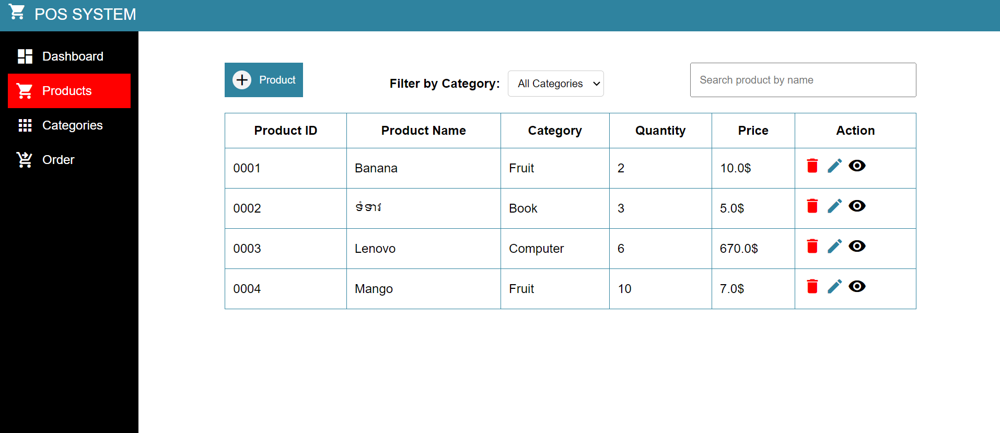 POS SYSTEM
Dashboard
Products
Categories
Order
Product
Filter by Category:
All Categories
Search product by name
Product ID Product Name Category Quantity Price Action
0001 Banana Fruit 2 10.0$
0002 ទំទាវ Book 3 5.0$
0003 Lenovo Computer 6 670.0$
0004 Mango Fruit 10 7.0$